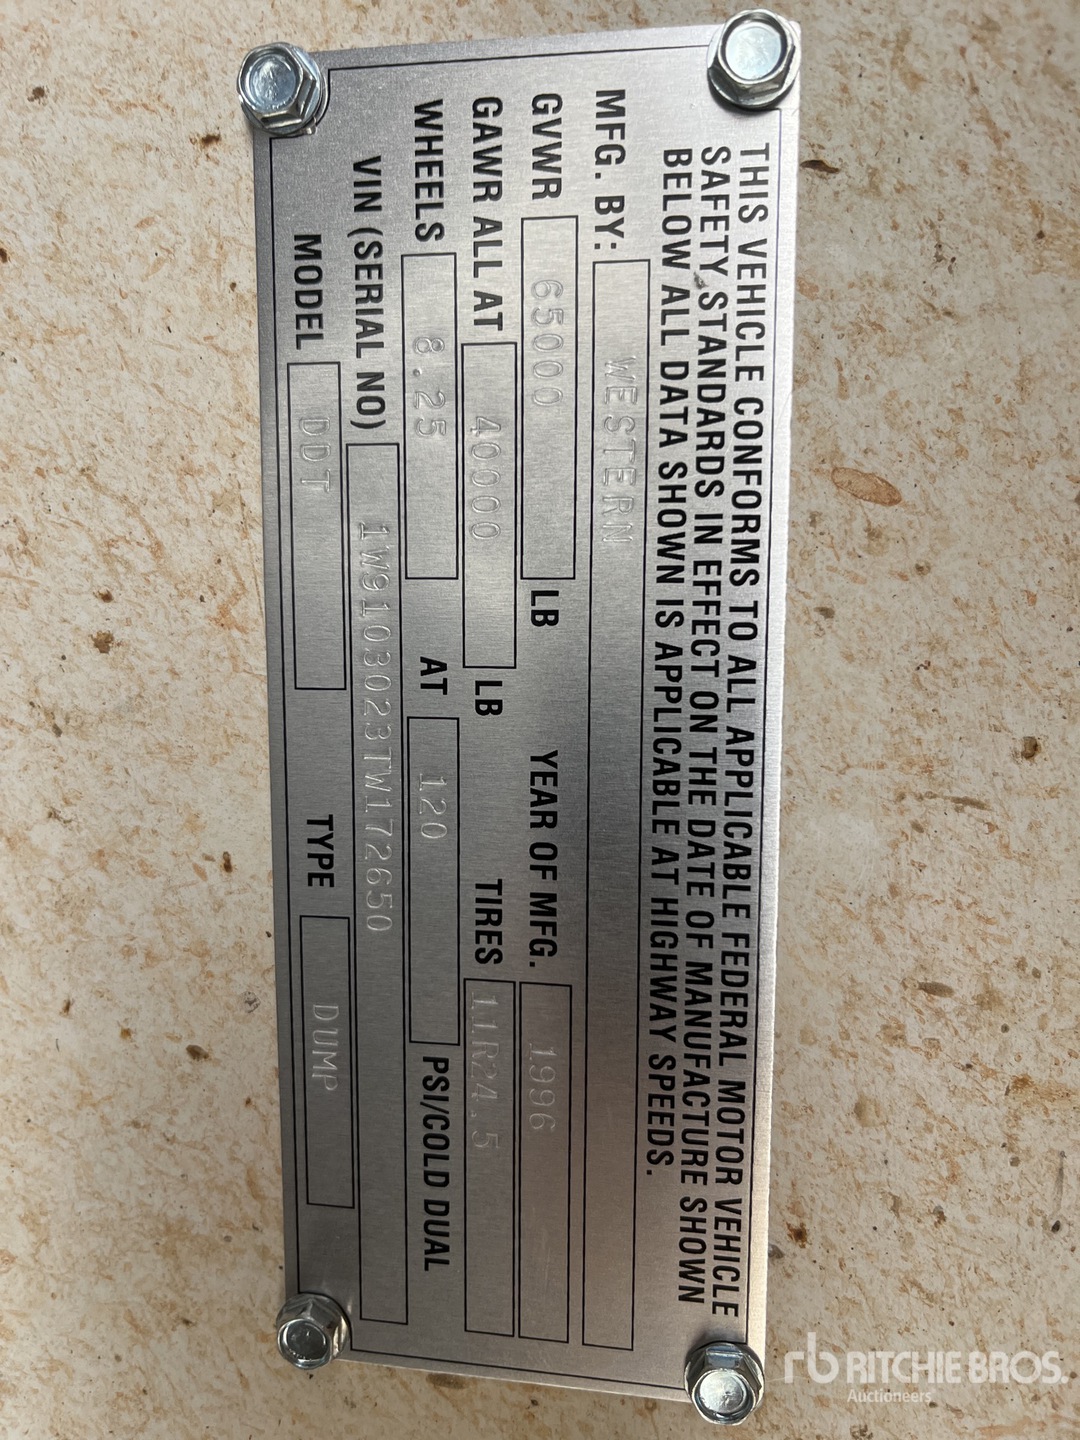 THIS VEHICLE CONFORMS TO ALL APPLICABLE FEDERAL MOTOR VEHICLE
SAFETY STANDARDS IN EFFECT ON THE DATE OF MANUFACTURE SHOWN
BELOW ALL DATA SHOWN IS APPLICABLE AT HIGHWAY SPEEDS.
MFG. BY: WESTERN
GVWR 65000 LB YEAR OF MFG. 1996
GAWR ALL AT 40000 LB TIRES 11R24.5
WHEELS 8.25 AT 120 PSI/COLD DUAL
VIN (SERIAL NO) 1W9103023TW172650
MODEL DDT TYPE DUMP
rb RITCHIE BROS.
Auctioneers